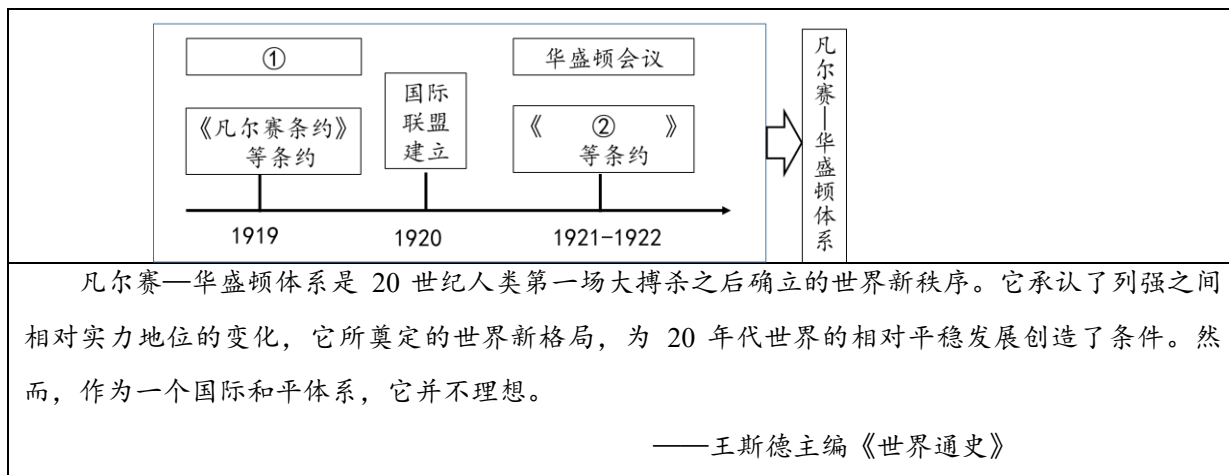 ①
华盛顿会议
国际
联盟
建立
《凡尔赛条约》
等条约
《 ② 》
等条约
1919
1920
1921-1922
凡尔赛—华盛顿体系
凡尔赛—华盛顿体系是 20 世纪人类第一场大搏杀之后确立的世界新秩序。它承认了列强之间
相对实力地位的变化，它所奠定的世界新格局，为 20 年代世界的相对平稳发展创造了条件。然
而，作为一个国际和平体系，它并不理想。
——王斯德主编《世界通史》